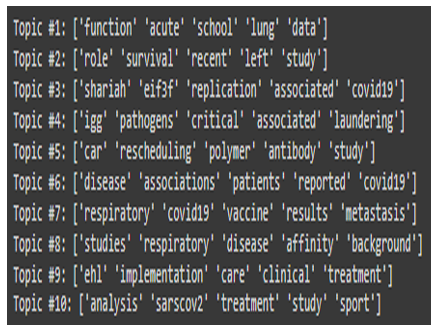 Topic #1: ['function' 'acute' 'school' 'lung' 'data']
Topic #2: ['role' 'survival' 'recent' 'left' 'study']
Topic #3: ['shariah' 'eif3f' 'replication' 'associated' 'covid19']
Topic #4: ['igg' 'pathogens' 'critical' 'associated' 'laundering']
Topic #5: ['car' 'rescheduling' 'polymer' 'antibody' 'study']
Topic #6: ['disease' 'associations' 'patients' 'reported' 'covid19']
Topic #7: ['respiratory' 'covid19' 'vaccine' 'results' 'metastasis']
Topic #8: ['studies' 'respiratory' 'disease' 'affinity' 'background']
Topic #9: ['ehl' 'implementation' 'care' 'clinical' 'treatment']
Topic #10: ['analysis' 'sarscov2' 'treatment' 'study' 'sport']